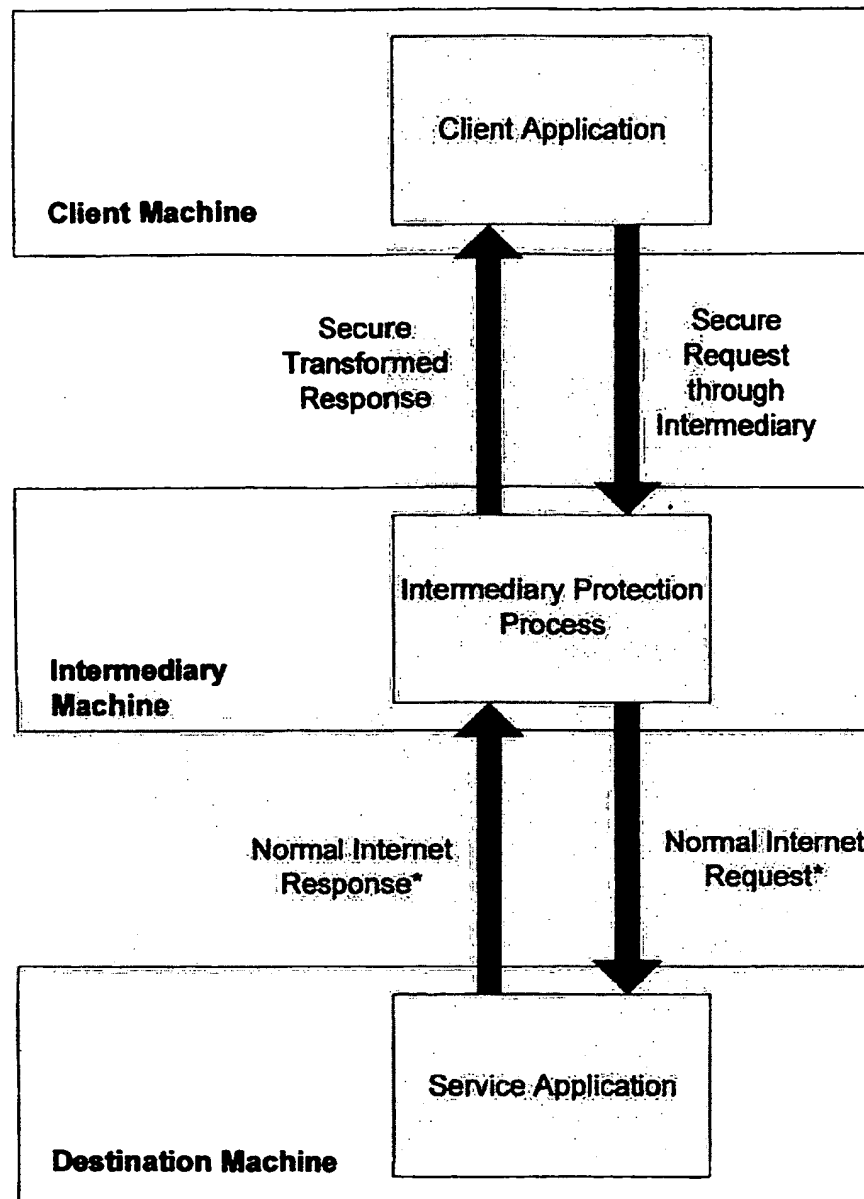 Client Application
Client Machine
Secure
Transformed
Response
Secure
Request
through
Intermediary
Intermediary Protection
Process
Intermediary
Machine
Normal Internet
Response*
Normal Internet
Request*
Service Application
Destination Machine